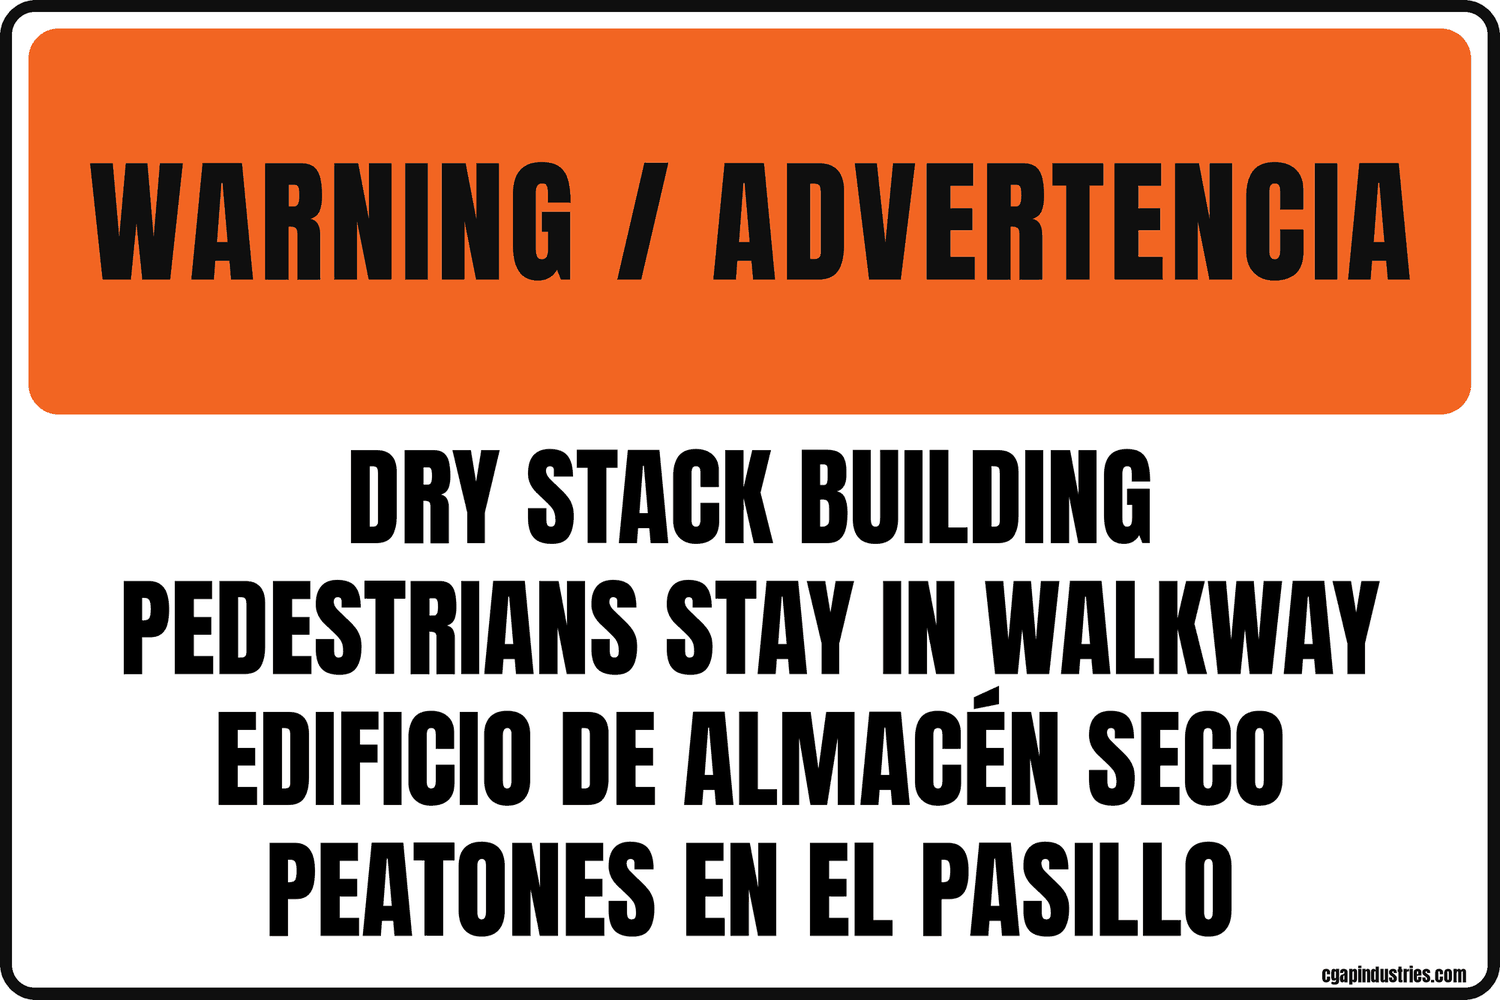 WARNING / ADVERTENCIA
DRY STACK BUILDING
PEDESTRIANS STAY IN WALKWAY
EDIFICIO DE ALMACÉN SECO
PEATONES EN EL PASILLO
cgapindustries.com